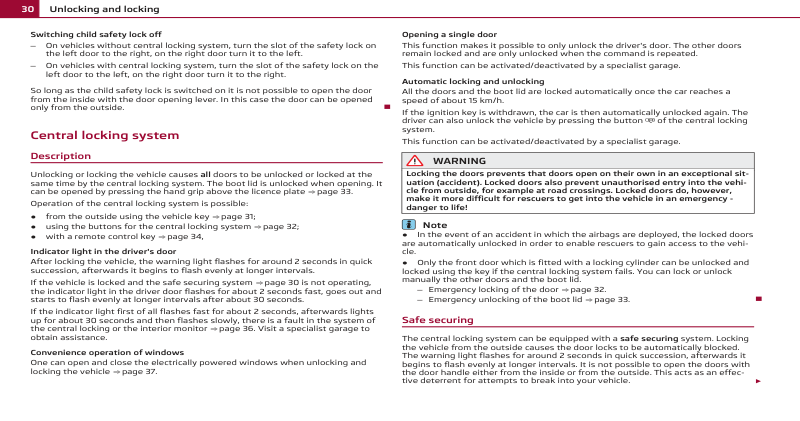 30 Unlocking and locking
Switching child safety lock off
– On vehicles without central locking system, turn the slot of the safety lock on
the left door to the right, on the right door turn it to the left.
– On vehicles with central locking system, turn the slot of the safety lock on the
left door to the left, on the right door turn it to the right.
So long as the child safety lock is switched on it is not possible to open the door
from the inside with the door opening lever. In this case the door can be opened
only from the outside.
Central locking system
Description
Unlocking or locking the vehicle causes all doors to be unlocked or locked at the
same time by the central locking system. The boot lid is unlocked when opening. It
can be opened by pressing the hand grip above the licence plate ⇒ page 33.
Operation of the central locking system is possible:
• from the outside using the vehicle key ⇒ page 31;
• using the buttons for the central locking system ⇒ page 32;
• with a remote control key ⇒ page 34,
Indicator light in the driver's door
After locking the vehicle, the warning light flashes for around 2 seconds in quick
succession, afterwards it begins to flash evenly at longer intervals.
If the vehicle is locked and the safe securing system ⇒ page 30 is not operating,
the indicator light in the driver door flashes for about 2 seconds fast, goes out and
starts to flash evenly at longer intervals after about 30 seconds.
If the indicator light first of all flashes fast for about 2 seconds, afterwards lights
up for about 30 seconds and then flashes slowly, there is a fault in the system of
the central locking or the interior monitor ⇒ page 36. Visit a specialist garage to
obtain assistance.
Convenience operation of windows
One can open and close the electrically powered windows when unlocking and
locking the vehicle ⇒ page 37.
Opening a single door
This function makes it possible to only unlock the driver's door. The other doors
remain locked and are only unlocked when the command is repeated.
This function can be activated/deactivated by a specialist garage.
Automatic locking and unlocking
All the doors and the boot lid are locked automatically once the car reaches a
speed of about 15 km/h.
If the ignition key is withdrawn, the car is then automatically unlocked again. The
driver can also unlock the vehicle by pressing the button of the central locking
system.
This function can be activated/deactivated by a specialist garage.
WARNING
Locking the doors prevents that doors open on their own in an exceptional sit-
uation (accident). Locked doors also prevent unauthorised entry into the vehi-
cle from outside, for example at road crossings. Locked doors do, however,
make it more difficult for rescuers to get into the vehicle in an emergency -
danger to life!
Note
• In the event of an accident in which the airbags are deployed, the locked doors
are automatically unlocked in order to enable rescuers to gain access to the vehi-
cle.
• Only the front door which is fitted with a locking cylinder can be unlocked and
locked using the key if the central locking system fails. You can lock or unlock
manually the other doors and the boot lid.
– Emergency locking of the door ⇒ page 32.
– Emergency unlocking of the boot lid ⇒ page 33.
Safe securing
The central locking system can be equipped with a safe securing system. Locking
the vehicle from outside causes the door locks to be automatically blocked.
The warning light flashes for around 2 seconds in quick succession, afterwards it
begins to flash evenly at longer intervals. It is not possible to open the doors with
the door handle either from the inside or from the outside. This acts as an effec-
tive deterrent for attempts to break into your vehicle.